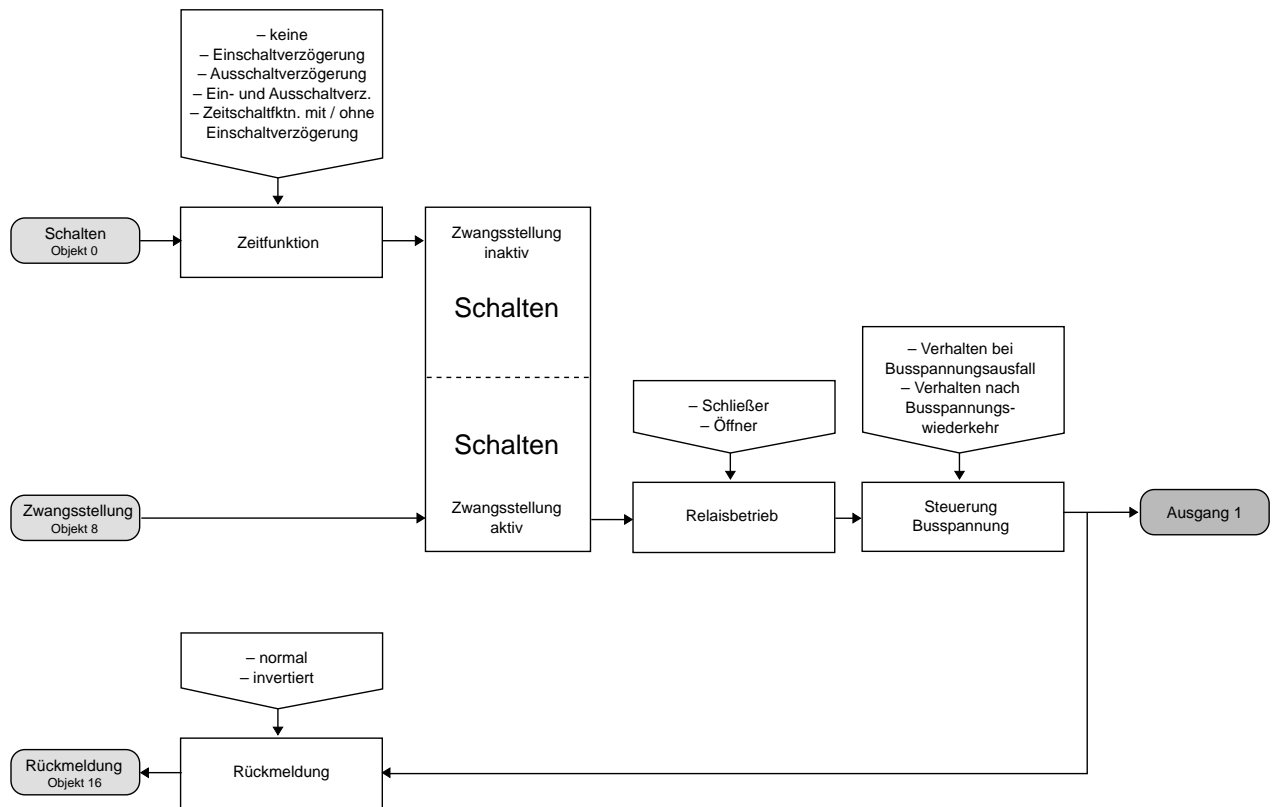 – keine
– Einschaltverzögerung
– Ausschaltverzögerung
– Ein- und Ausschaltverz.
– Zeitschaltfktn. mit / ohne
Einschaltverzögerung
Schalten
Objekt 0
Zeitfunktion
Zwangsstellung
inaktiv
Schalten
Schalten
Zwangsstellung
aktiv
Zwangsstellung
Objekt 8
– Schließer
– Öffner
Relaisbetrieb
– Verhalten bei
Busspannungsausfall
– Verhalten nach
Busspannungs-
wiederkehr
Steuerung
Busspannung
Ausgang 1
– normal
– invertiert
Rückmeldung
Objekt 16
Rückmeldung